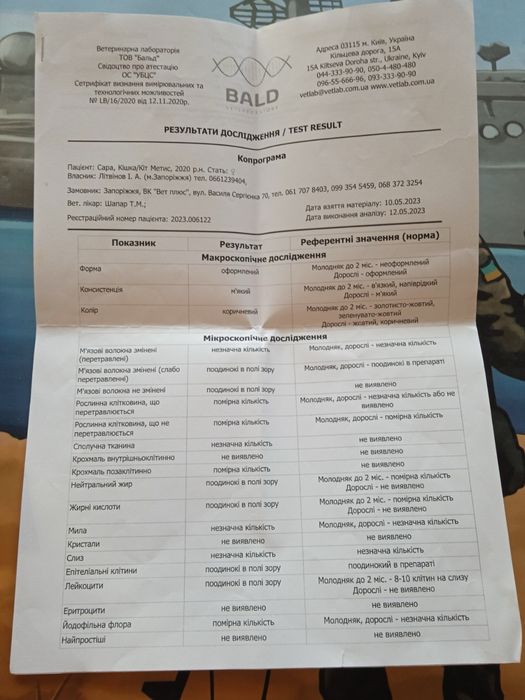 Ветеринарна лабораторія
ТОВ "Бальд"
Свідоцтво про атестацію
ОС "УБЦС"
Сетрифікат визнання вимірювальних та
технологічних можливостей
№ LB/16/2020 від 12.11.2020р.
BALD
Адреса 03115 м. Київ, Україна
Кільцева дорога, 15А
15A Kiltseva Doroha str., Ukraine, Kyiv
044-333-90-90, 050-4-480-480
096-55-666-96, 093-333-90-90
vetlab@vetlab.com.ua www.vetlab.com.ua
РЕЗУЛЬТАТИ ДОСЛІДЖЕННЯ / TEST RESULT
Копрограма
Пацієнт: Сара, Кішка/Кіт Метис, 2020 р.н. Стать: ♀
Власник: Літвінов І. А. (м.Запоріжжя) тел. 0661239404,
Замовник: Запоріжжя, ВК "Вет плюс", вул. Василя Сергієнка 70, тел. 061 707 8403, 099 354 5459, 068 372 3254
Вет. лікар: Шапар Т.М.;
Дата взяття матеріалу: 10.05.2023
Реєстраційний номер пацієнта: 2023.006122
Дата виконання аналізу: 12.05.2023
Показник Результат Референтні значення (норма)
Макроскопічне дослідження
Форма оформлений Молодняк до 2 міс. - неоформлений
Дорослі - оформлений
Консистенція м'який Молодняк до 2 міс. - в'язкий, напіврідкий
Дорослі - м'який
Колір коричневий Молодняк до 2 міс. - золотисто-жовтий,
зеленувато-жовтий
Дорослі - жовтий, коричневий
Мікроскопічне дослідження
М'язові волокна змінені незначна кількість Молодняк, дорослі - незначна кількість
(перетравлені)
М'язові волокна змінені (слабо поодинокі в полі зору Молодняк, дорослі - поодинокі в препараті
перетравленні)
М'язові волокна не змінені поодинокі в полі зору не виявлено
Рослинна клітковина, що помірна кількість Молодняк, дорослі - незначна кількість або не
перетравлюється виявлено
Рослинна клітковина, що не помірна кількість Молодняк, дорослі - помірна кількість
перетравлюється
Сполучна тканина незначна кількість не виявлено
Крохмаль внутрішньоклітинно не виявлено не виявлено
Крохмаль позаклітинно помірна кількість не виявлено
Нейтральний жир поодинокі в полі зору Молодняк до 2 міс. - помірна кількість
Дорослі - не виявлено
Жирні кислоти поодинокі в полі зору Молодняк до 2 міс. - помірна кількість
Дорослі - не виявлено
Мила незначна кількість Молодняк, дорослі - незначна кількість
Кристали не виявлено не виявлено
Слиз незначна кількість незначна кількість
Епітеліальні клітини поодинокі в полі зору поодинокий в препараті
Лейкоцити поодинокі в полі зору Молодняк до 2 міс. - 8-10 клітин на слизу
Дорослі - не виявлено
Еритроцити не виявлено не виявлено
Йодофільна флора помірна кількість Молодняк, дорослі - незначна кількість
Найпростіші не виявлено не виявлено